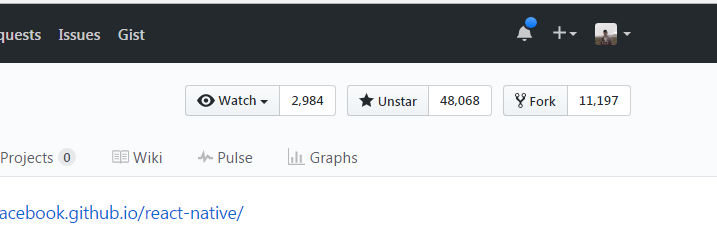 quests Issues Gist
Watch 2,984 Unstar 48,068 Fork 11,197
Projects 0 Wiki Pulse Graphs
acebook.github.io/react-native/